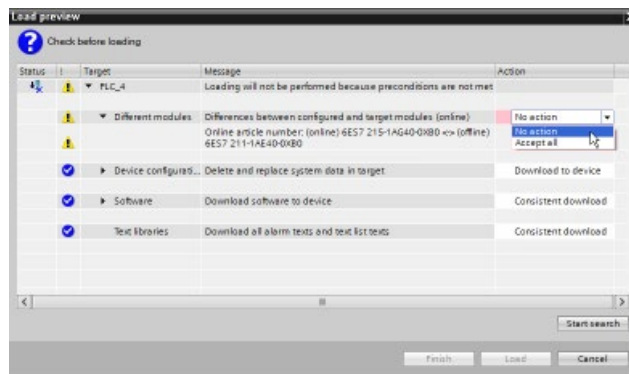 Load preview
Check before loading
Status ! Target Message Action
PLC_4 Loading will not be performed because preconditions are not met
Different modules Differences between configured and target modules (online) No action
Online article number: (online) 6ES7 215-1AG40-0XB0 <> (offline) No action
6ES7 211-1AE40-0XB0 Accept all
Device configurati... Delete and replace system data in target Download to device
Software Download software to device Consistent download
Text libraries Download all alarm texts and text list texts Consistent download
Start search
Finish Load Cancel